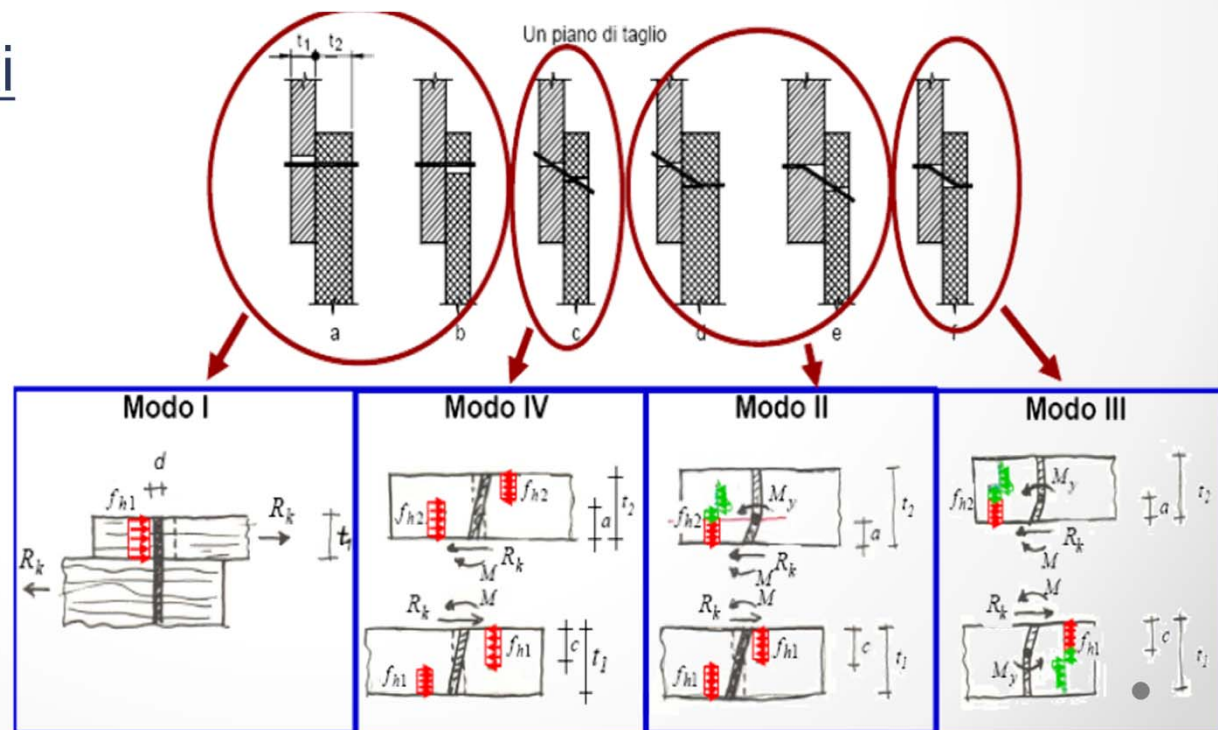 i
Un piano di taglio
t1 t2
a b c d e f
Modo I
d
fh1
Rk
t1
Rk
Modo IV
fh2
fh2
a
t2
Rk
M
Rk
M
fh1
fh1
c
t1
Modo II
My
fh2
a
t2
Rk
M
Rk
M
fh1
fh1
c
t1
Modo III
My
fh2
a
t2
Rk
M
Rk
M
fh1
My
c
t1